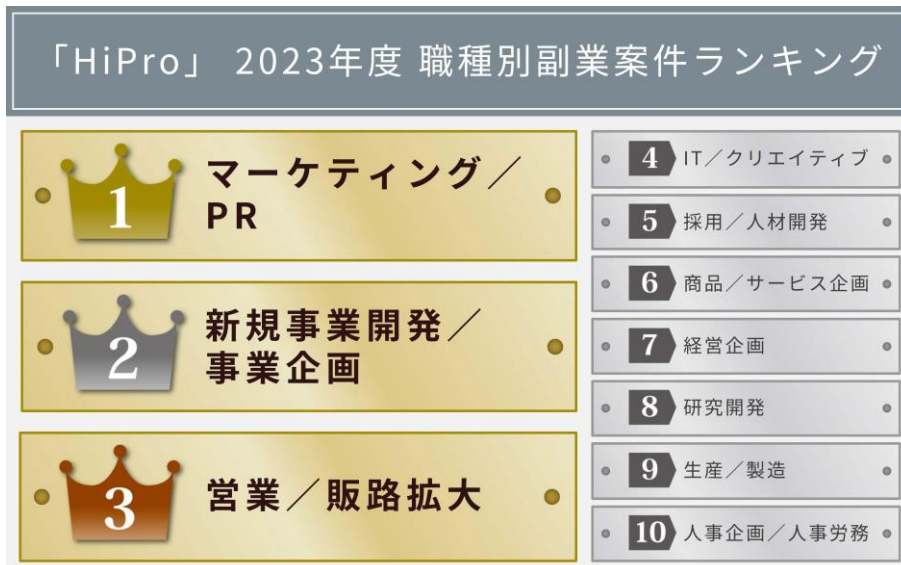 「HiPro」 2023年度 職種別副業案件ランキング
1
マーケティング／
PR
2
新規事業開発／
事業企画
3
営業／販路拡大
4 IT／クリエイティブ
5 採用／人材開発
6 商品／サービス企画
7 経営企画
8 研究開発
9 生産／製造
10 人事企画／人事労務